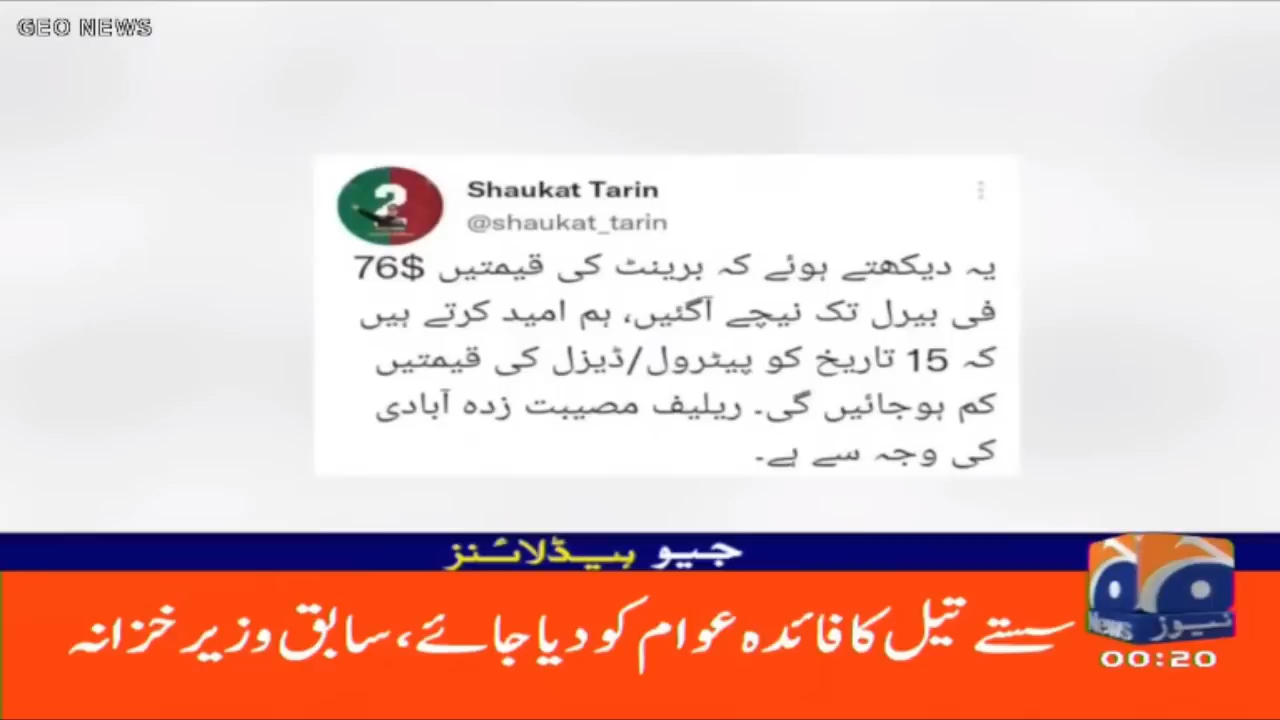 GEO NEWS
Shaukat Tarin
@shaukat_tarin
یہ دیکھتے ہوئے کہ برینٹ کی قیمتیں $76
فی بیرل تک نیچے آگئیں، ہم امید کرتے ہیں
کہ 15 تاریخ کو پیٹرول/ڈیزل کی قیمتیں
کم ہوجائیں گی۔ ریلیف مصیبت زدہ آبادی
کی وجہ سے ہے۔
جیو ہیڈلائنز
سستے تیل کا فائدہ عوام کو دیا جائے، سابق وزیر خزانہ
News نیوز
00:20